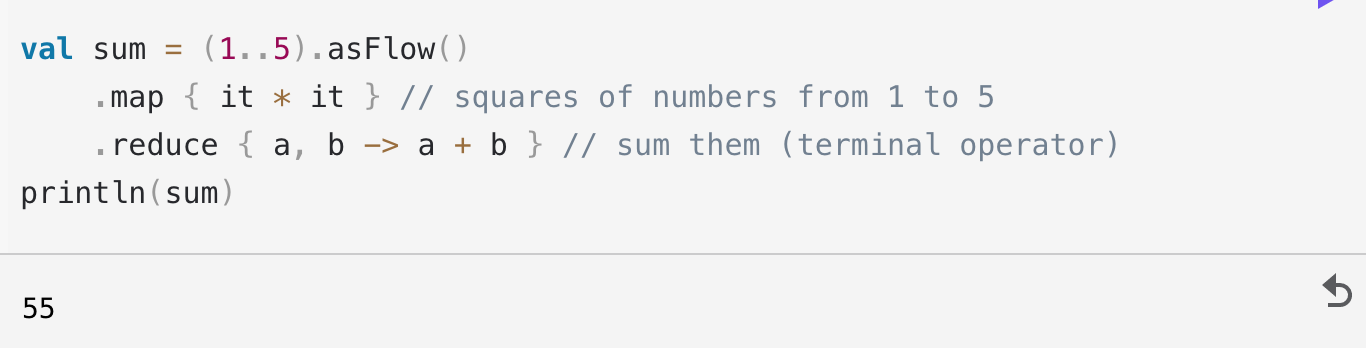 val sum = (1..5).asFlow()
    .map { it * it } // squares of numbers from 1 to 5
    .reduce { a, b -> a + b } // sum them (terminal operator)
println(sum)
55